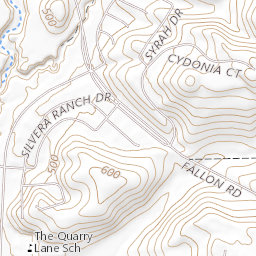 500
SYRAH DR
CYDONIA CT
SILVERA RANCH DR
500
600
FALLON RD
The Quarry
Lane Sch